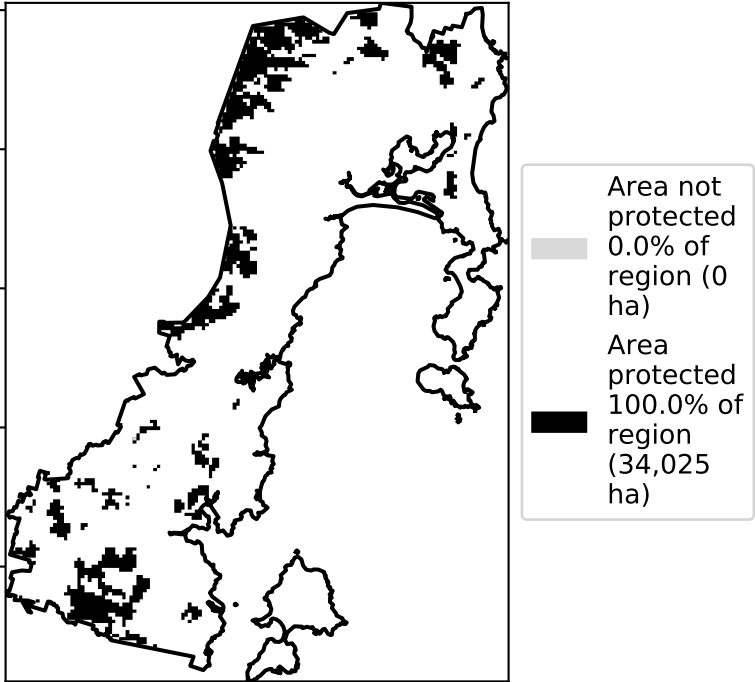 Area not
protected
0.0% of
region (0
ha)
Area
protected
100.0% of
region
(34,025
ha)